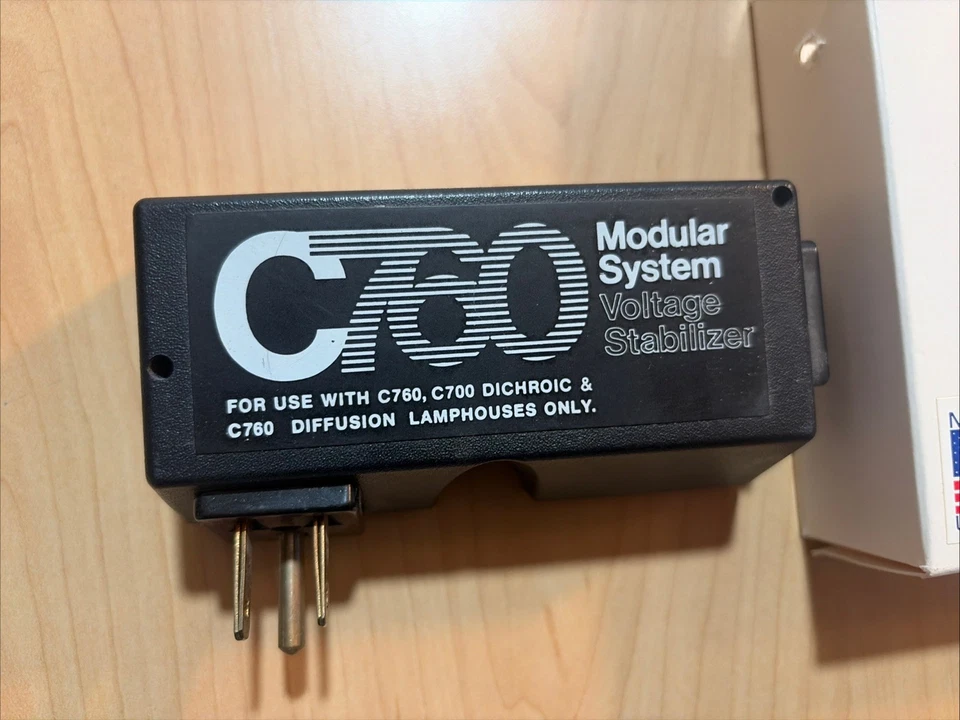 C760
Modular
System
Voltage
Stabilizer
FOR USE WITH C760, C700 DICHROIC &
C760 DIFFUSION LAMPHOUSES ONLY.